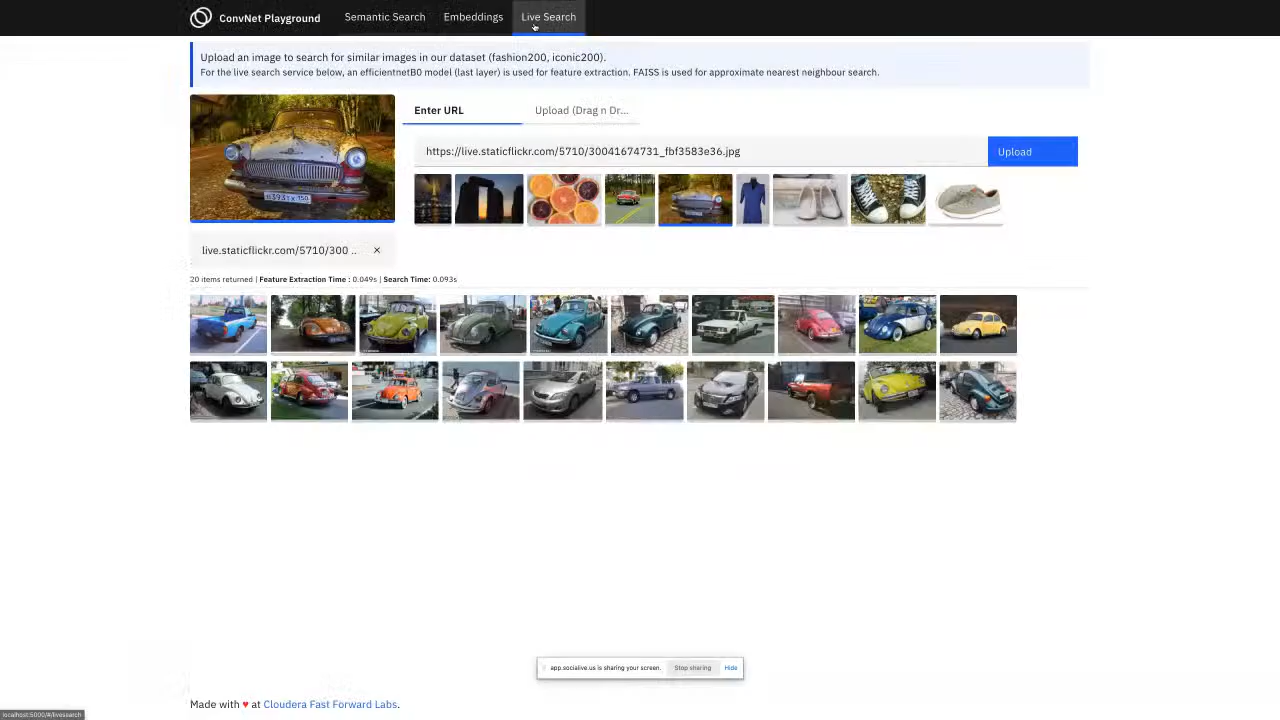 ConvNet Playground
Semantic Search
Embeddings
Live Search
Upload an image to search for similar images in our dataset (fashion200, iconic200).
For the live search service below, an efficientnetB0 model (last layer) is used for feature extraction. FAISS is used for approximate nearest neighbour search.
Enter URL
Upload (Drag n Dr...
https://live.staticflickr.com/5710/30041674731_fbf3583e36.jpg
Upload
live.staticflickr.com/5710/300 ..
20 items returned | Feature Extraction Time : 0.049s | Search Time: 0.093s
app.socialive.us is sharing your screen.
Stop sharing
Hide
Made with ♥ at Cloudera Fast Forward Labs.
localhost:5000/#/livesearch